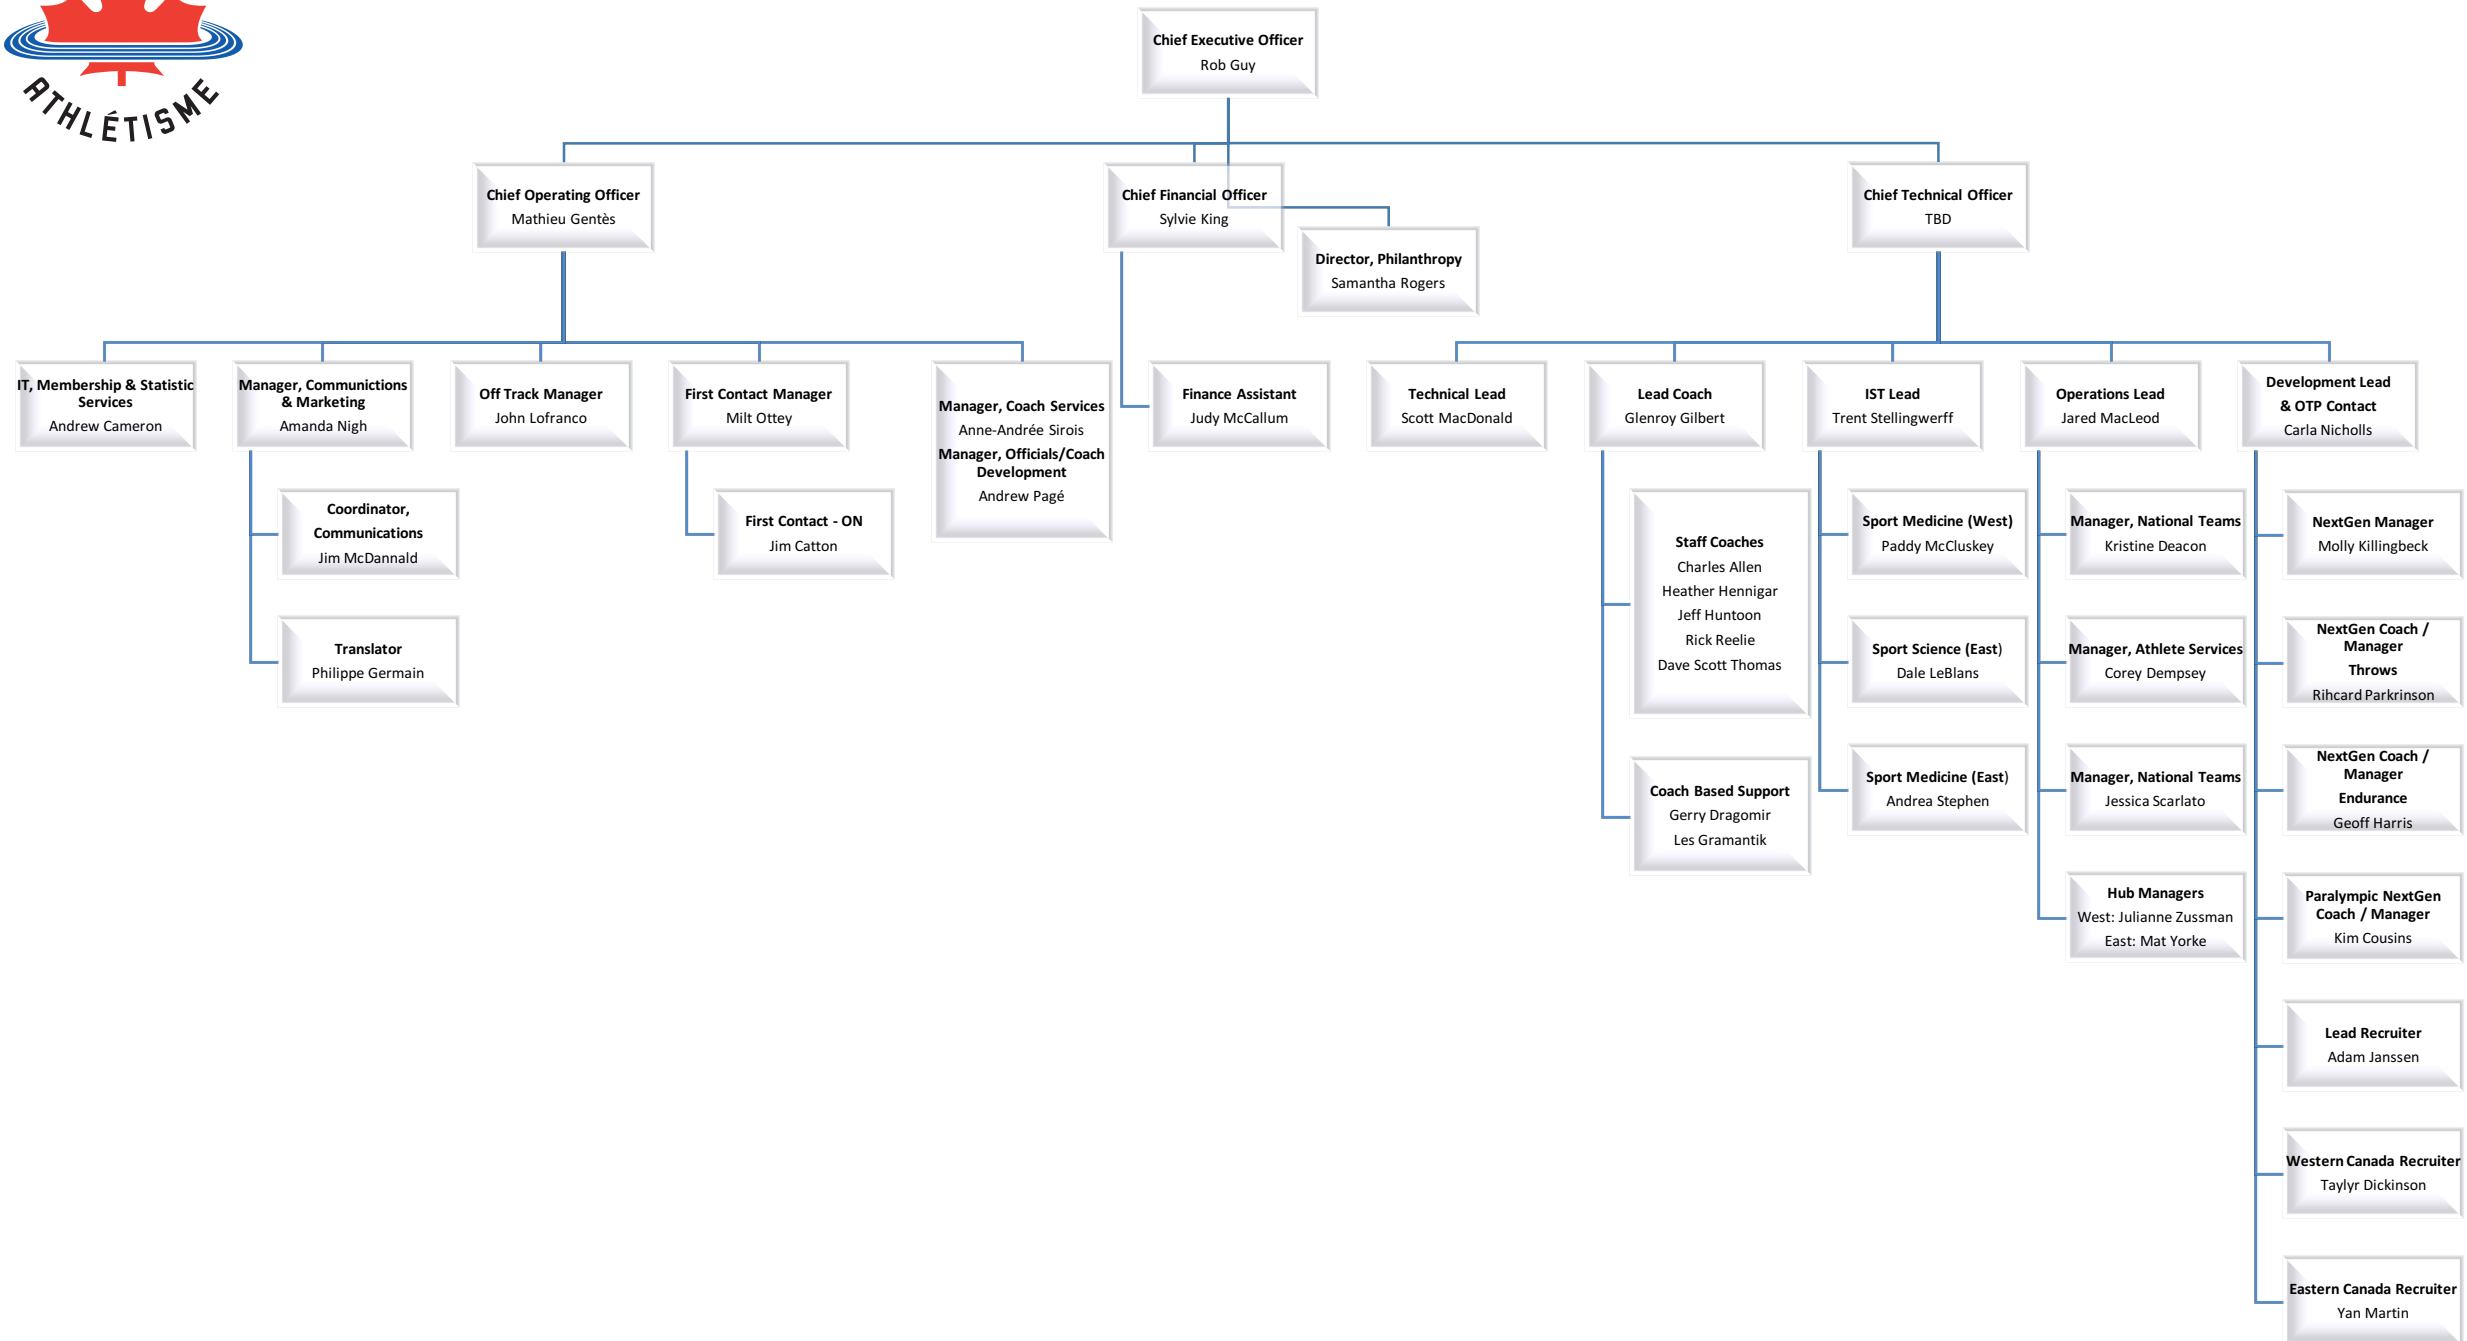 ATHLÉTISME
Chief Executive Officer
Rob Guy
Chief Operating Officer
Mathieu Gentès
Chief Financial Officer
Sylvie King
Chief Technical Officer
TBD
Director, Philanthropy
Samantha Rogers
IT, Membership & Statistic
Services
Andrew Cameron
Manager, Communictions
& Marketing
Amanda Nigh
Off Track Manager
John Lofranco
First Contact Manager
Milt Ottey
Manager, Coach Services
Anne-Andrée Sirois
Manager, Officials/Coach
Development
Andrew Pagé
Finance Assistant
Judy McCallum
Technical Lead
Scott MacDonald
Lead Coach
Glenroy Gilbert
IST Lead
Trent Stellingwerff
Operations Lead
Jared MacLeod
Development Lead
& OTP Contact
Carla Nicholls
Coordinator,
Communications
Jim McDannald
Translator
Philippe Germain
First Contact - ON
Jim Catton
Staff Coaches
Charles Allen
Heather Hennigar
Jeff Huntoon
Rick Reelie
Dave Scott Thomas
Coach Based Support
Gerry Dragomir
Les Gramantik
Sport Medicine (West)
Paddy McCluskey
Sport Science (East)
Dale LeBlans
Sport Medicine (East)
Andrea Stephen
Manager, National Teams
Kristine Deacon
Manager, Athlete Services
Corey Dempsey
Manager, National Teams
Jessica Scarlato
Hub Managers
West: Julianne Zussman
East: Mat Yorke
NextGen Manager
Molly Killingbeck
NextGen Coach /
Manager
Throws
Rihcard Parkrinson
NextGen Coach /
Manager
Endurance
Geoff Harris
Paralympic NextGen
Coach / Manager
Kim Cousins
Lead Recruiter
Adam Janssen
Western Canada Recruiter
Taylyr Dickinson
Eastern Canada Recruiter
Yan Martin